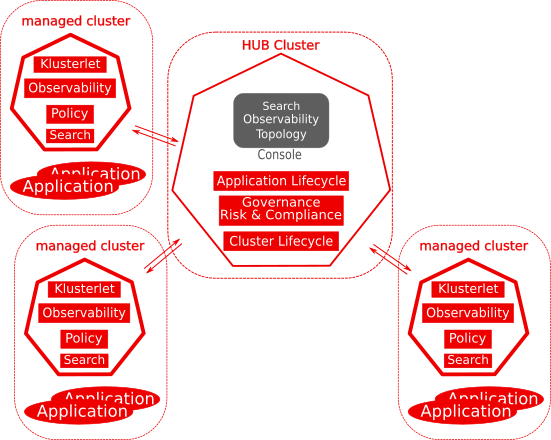 managed cluster
Klusterlet
Observability
Policy
Search
Application
Application
HUB Cluster
Search
Observability
Topology
Console
Application Lifecycle
Governance
Risk & Compliance
Cluster Lifecycle
managed cluster
Klusterlet
Observability
Policy
Search
Application
Application
managed cluster
Klusterlet
Observability
Policy
Search
Application
Application